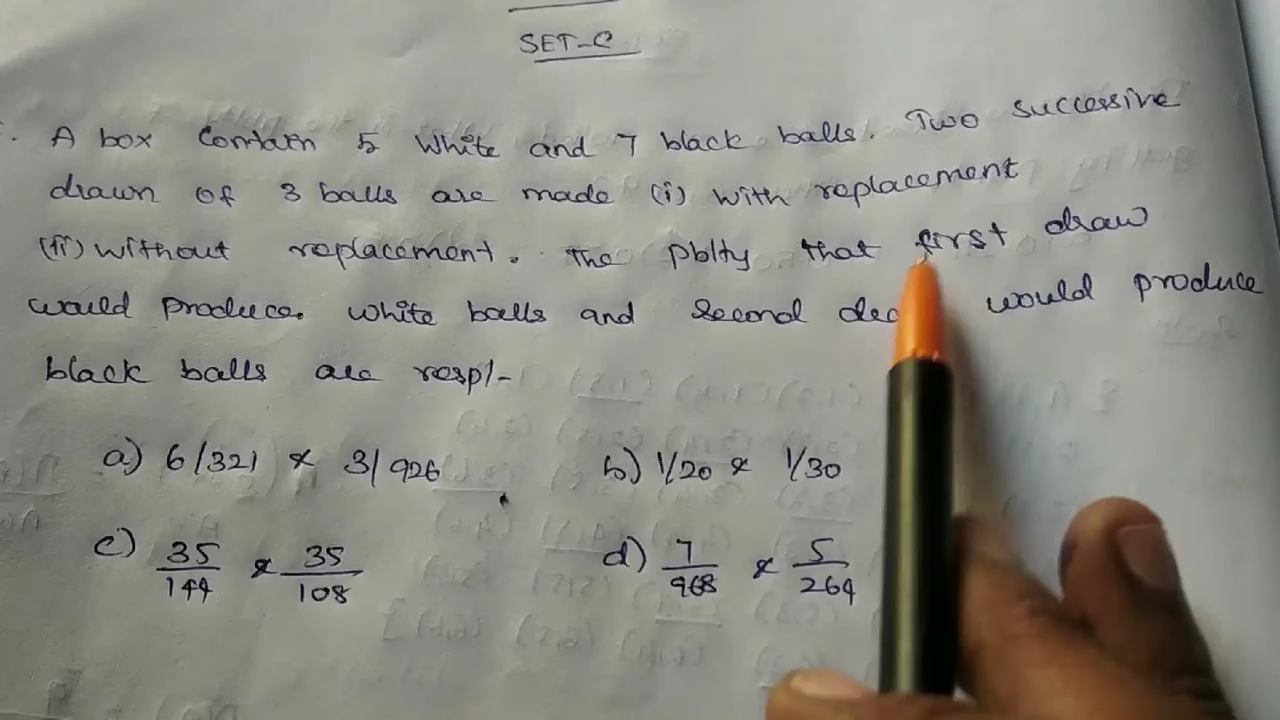 SET-C
A box Contain 5 White and 7 black balls. Two successive
drawn of 3 balls are made (i) with replacement
(ii) without replacement. The pblty that first draw
would produce. white balls and second would produce
black balls are respl-
a) 6/321 & 3/926 b) 1/20 & 1/30
c) 35/144 & 35/108 d) 7/968 & 5/264